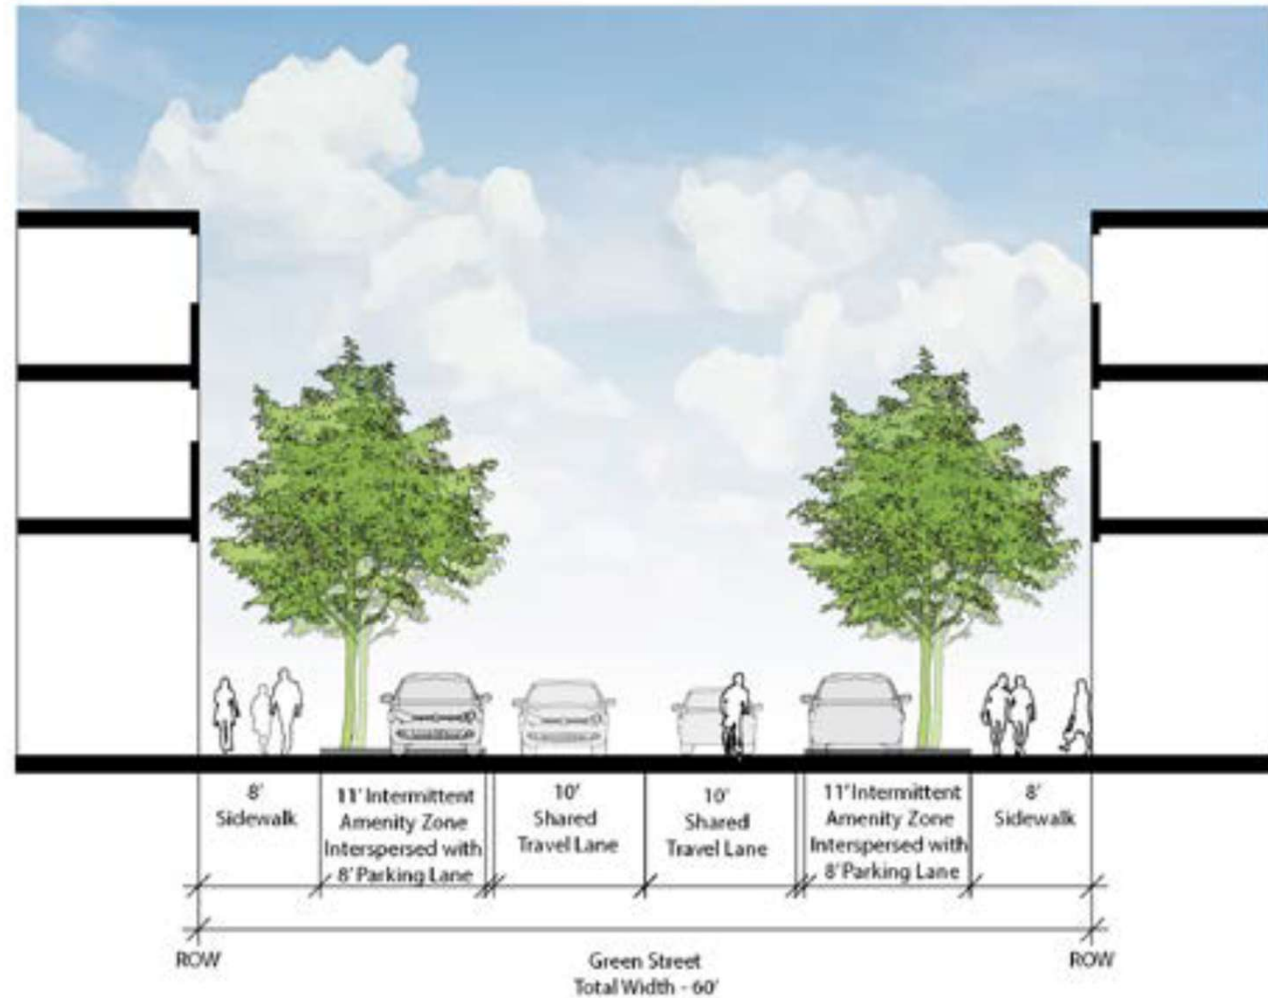 8'
Sidewalk
11' Intermittent
Amenity Zone
Interspersed with
8' Parking Lane
10'
Shared
Travel Lane
10'
Shared
Travel Lane
11' Intermittent
Amenity Zone
Interspersed with
8' Parking Lane
8'
Sidewalk
ROW
Green Street
Total Width - 60'
ROW